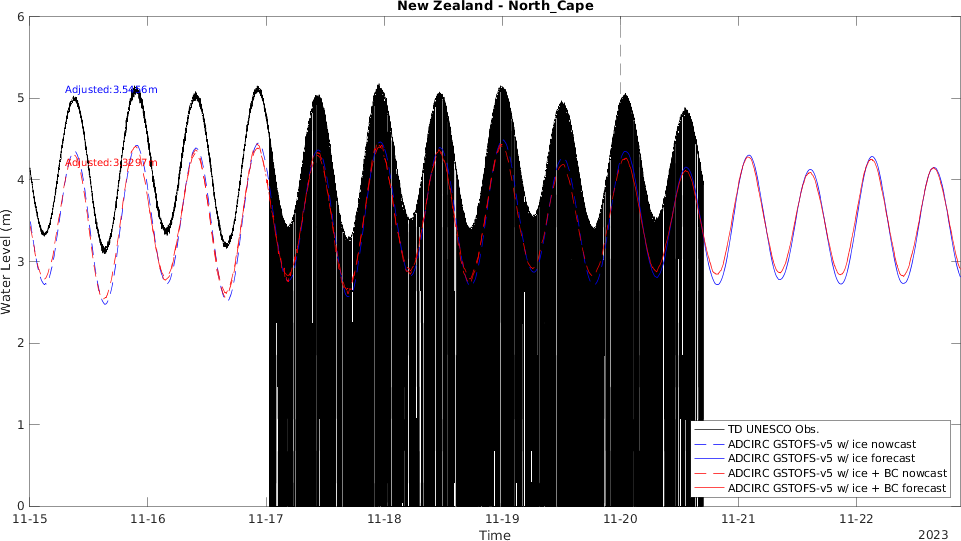 New Zealand - North_Cape
6
5
4
3
2
1
0
Water Level (m)
Adjusted:3.5466m
Adjusted:3.3297m
TD UNESCO Obs.
ADCIRC GSTOFS-v5 w/ ice nowcast
ADCIRC GSTOFS-v5 w/ ice forecast
ADCIRC GSTOFS-v5 w/ ice + BC nowcast
ADCIRC GSTOFS-v5 w/ ice + BC forecast
11-15 11-16 11-17 11-18 11-19 11-20 11-21 11-22
Time
2023